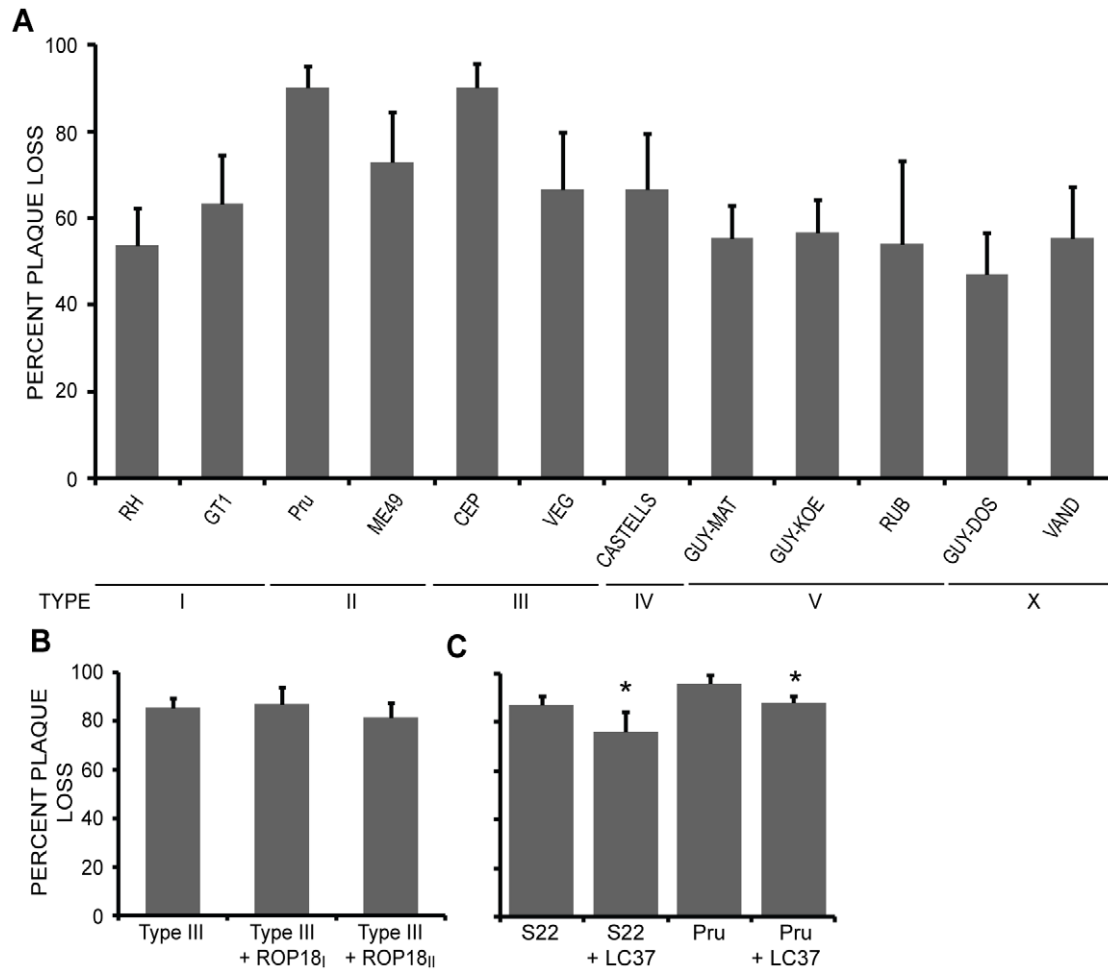 A
PERCENT PLAQUE LOSS
100
80
60
40
20
0
RH GT1 Pru ME49 CEP VEG CASTELLS GUY-MAT GUY-KOE RUB GUY-DOS VAND
TYPE I II III IV V X
B
PERCENT PLAQUE
LOSS
100
80
60
40
20
0
Type III Type III Type III
+ ROP18I + ROP18II
C
* *
S22 S22 Pru Pru
+ LC37 + LC37